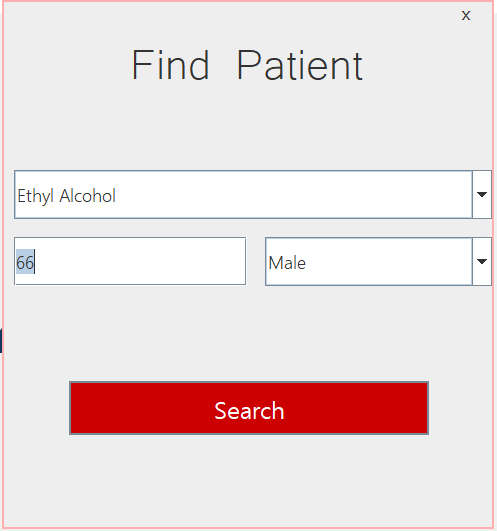 x
Find Patient
Ethyl Alcohol
66
Male
Search